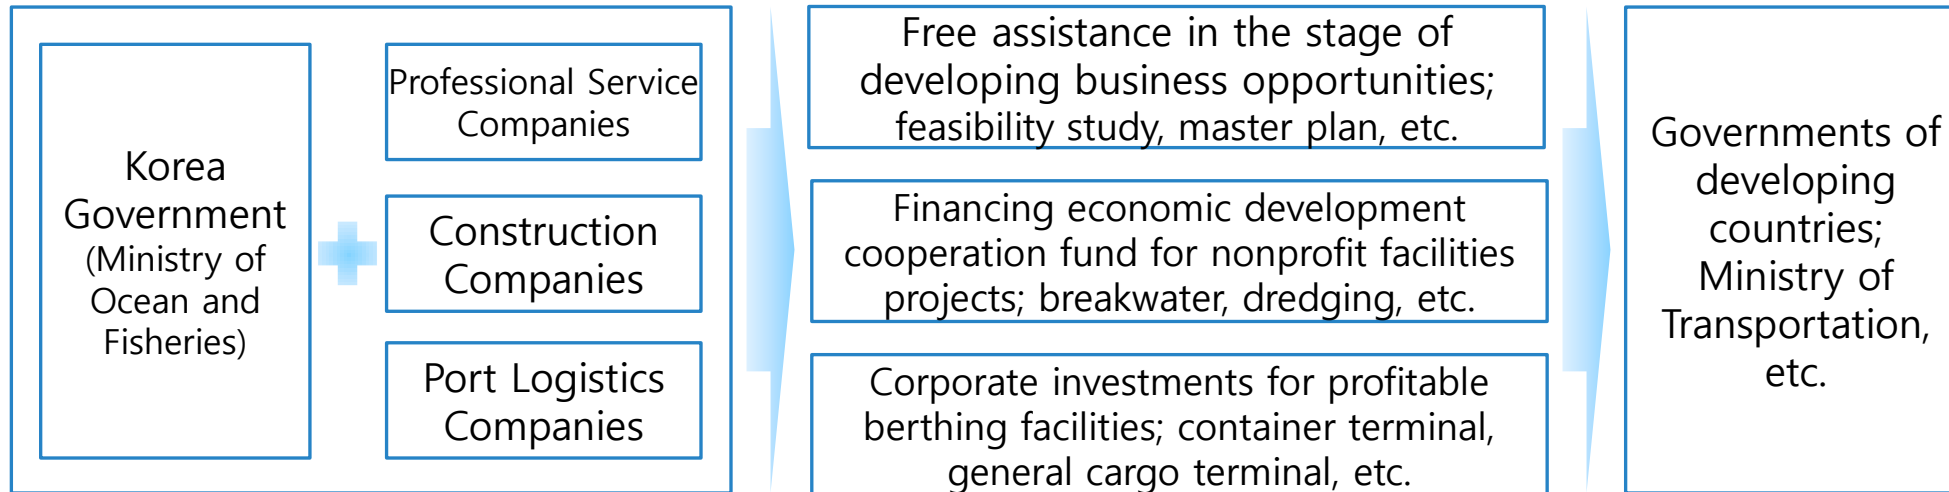 Korea
Government
(Ministry of
Ocean and
Fisheries)
Professional Service
Companies
Construction
Companies
Port Logistics
Companies
Free assistance in the stage of
developing business opportunities;
feasibility study, master plan, etc.
Financing economic development
cooperation fund for nonprofit facilities
projects; breakwater, dredging, etc.
Corporate investments for profitable
berthing facilities; container terminal,
general cargo terminal, etc.
Governments of
developing
countries;
Ministry of
Transportation,
etc.